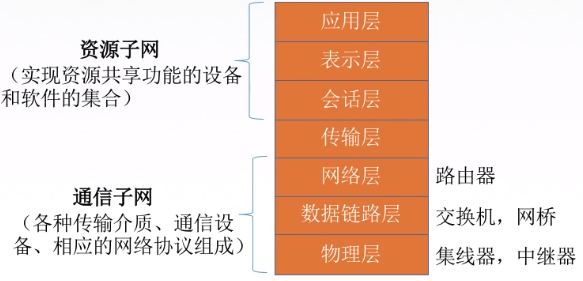 资源子网
（实现资源共享功能的设备
和软件的集合）
通信子网
（各种传输介质、通信设
备、相应的网络协议组成）
应用层
表示层
会话层
传输层
网络层
数据链路层
物理层
路由器
交换机，网桥
集线器，中继器